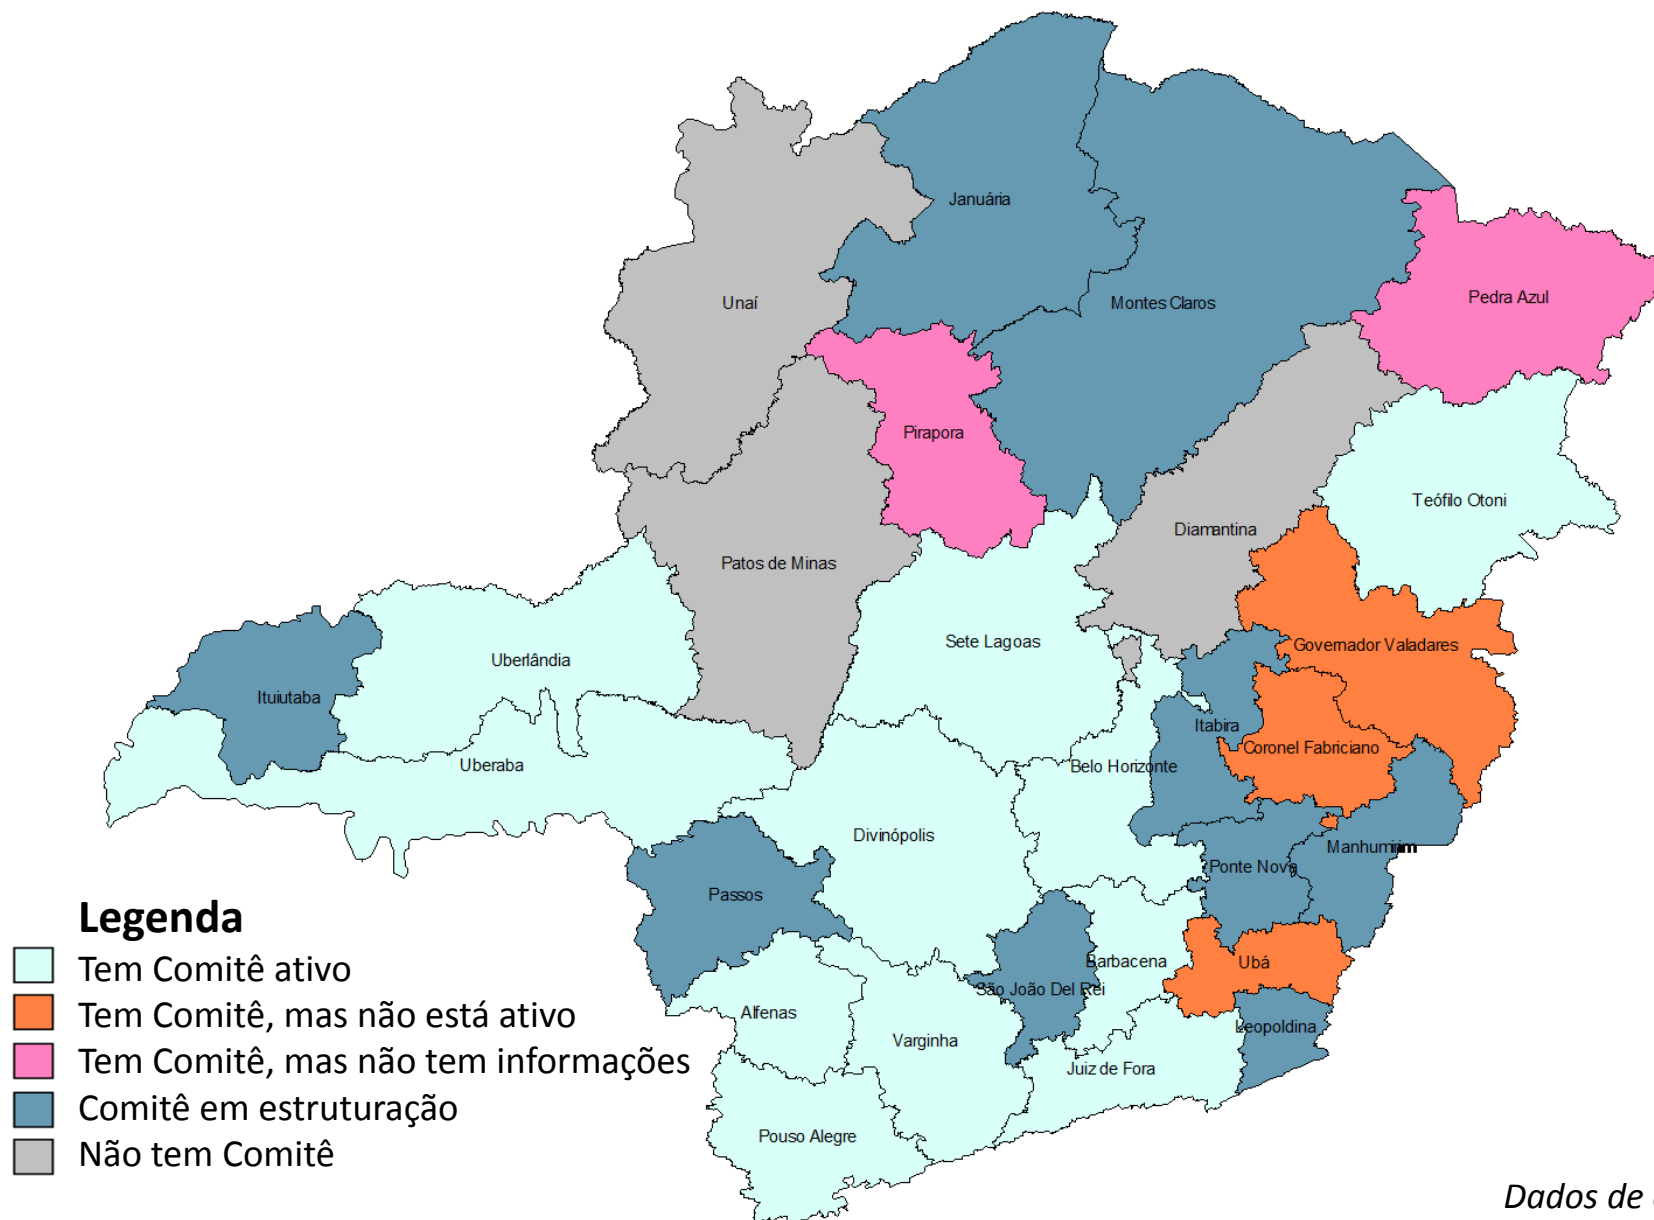 Januária
Montes Claros
Pedra Azul
Unaí
Pirapora
Teófilo Otoni
Diamantina
Patos de Minas
Sete Lagoas
Governador Valadares
Uberlândia
Ituiutaba
Itabira
Coronel Fabriciano
Uberaba
Belo Horizonte
Divinópolis
Manhumirim
Ponte Nova
Passos
Barbacena
Ubá
São João Del Rei
Alfenas
Leopoldina
Varginha
Juiz de Fora
Pouso Alegre
Legenda
Tem Comitê ativo
Tem Comitê, mas não está ativo
Tem Comitê, mas não tem informações
Comitê em estruturação
Não tem Comitê
Dados de